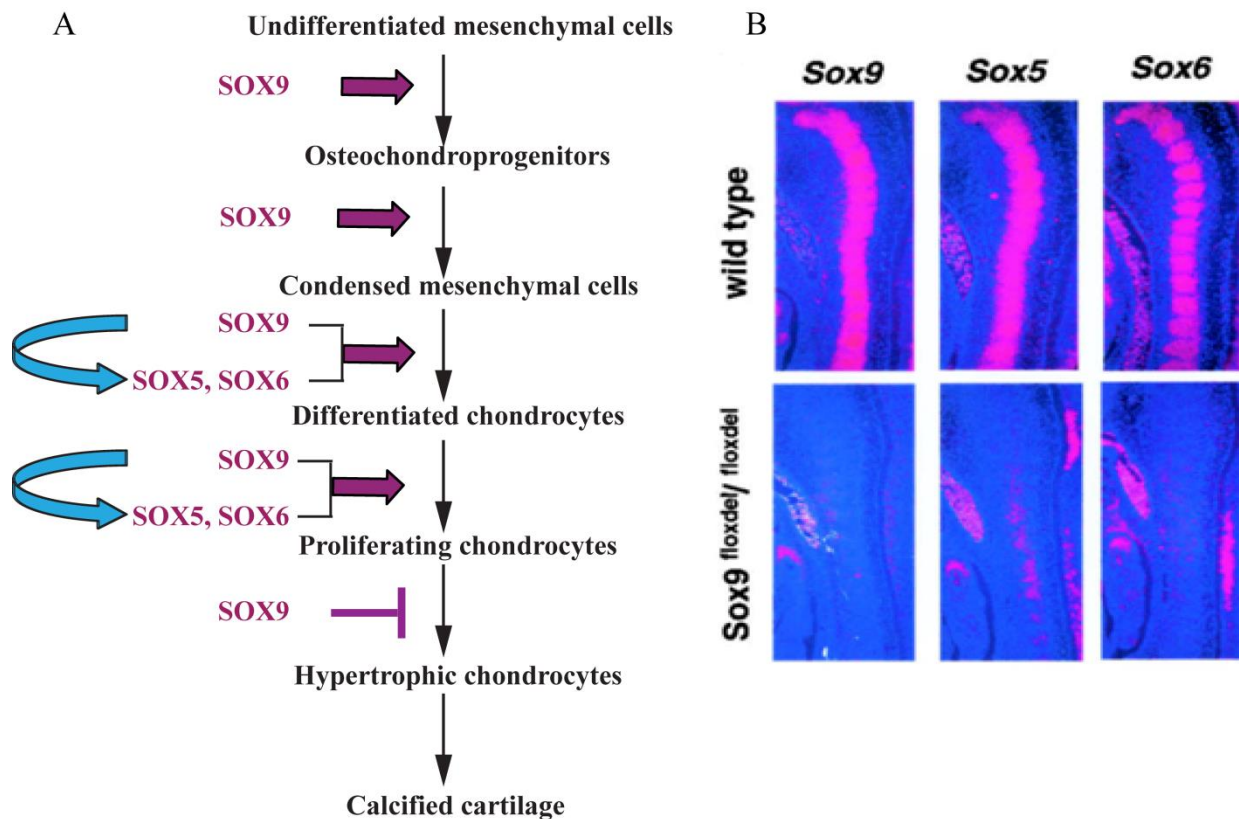 A
Undifferentiated mesenchymal cells
SOX9
Osteochondroprogenitors
SOX9
Condensed mesenchymal cells
SOX9
SOX5, SOX6
Differentiated chondrocytes
SOX9
SOX5, SOX6
Proliferating chondrocytes
SOX9
Hypertrophic chondrocytes
Calcified cartilage
B
Sox9 Sox5 Sox6
wild type
Sox9 floxdel/ floxdel